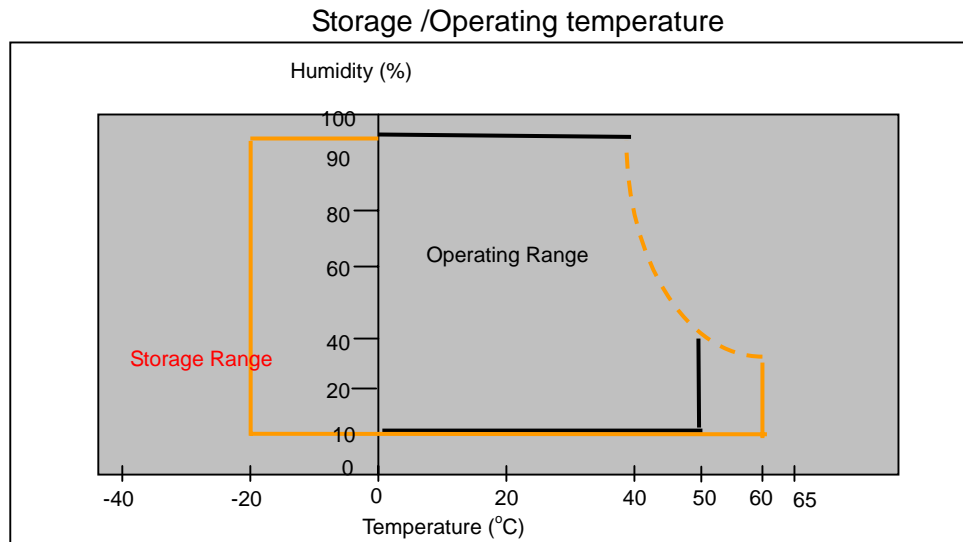 Storage /Operating temperature
Humidity (%)
100
90
80
Operating Range
60
40
Storage Range
20
10
0
-40 -20 0 20 40 50 60 65
Temperature (°C)